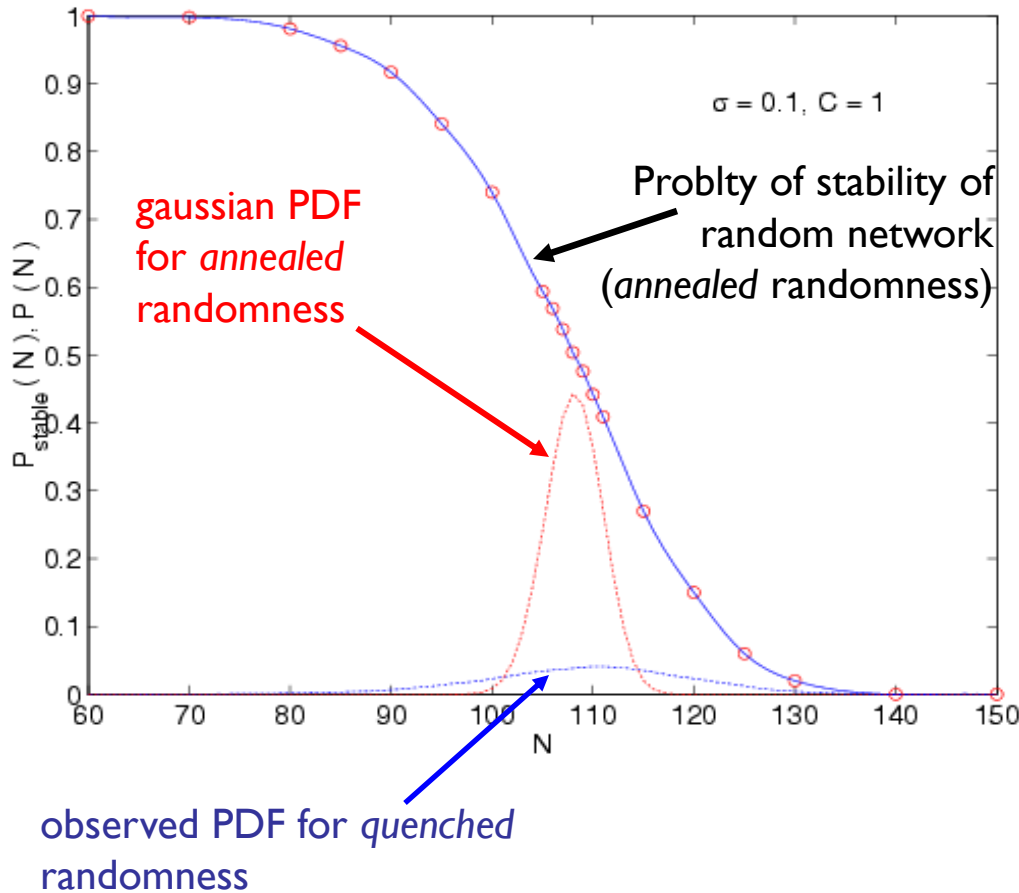 1
0.9
0.8
0.7
0.6
0.5
0.4
0.3
0.2
0.1
0
P stable ( N ), P ( N )
σ = 0.1, C = 1
Problty of stability of
random network
(annealed randomness)
gaussian PDF
for annealed
randomness
60 70 80 90 100 110 120 130 140 150
N
observed PDF for quenched
randomness